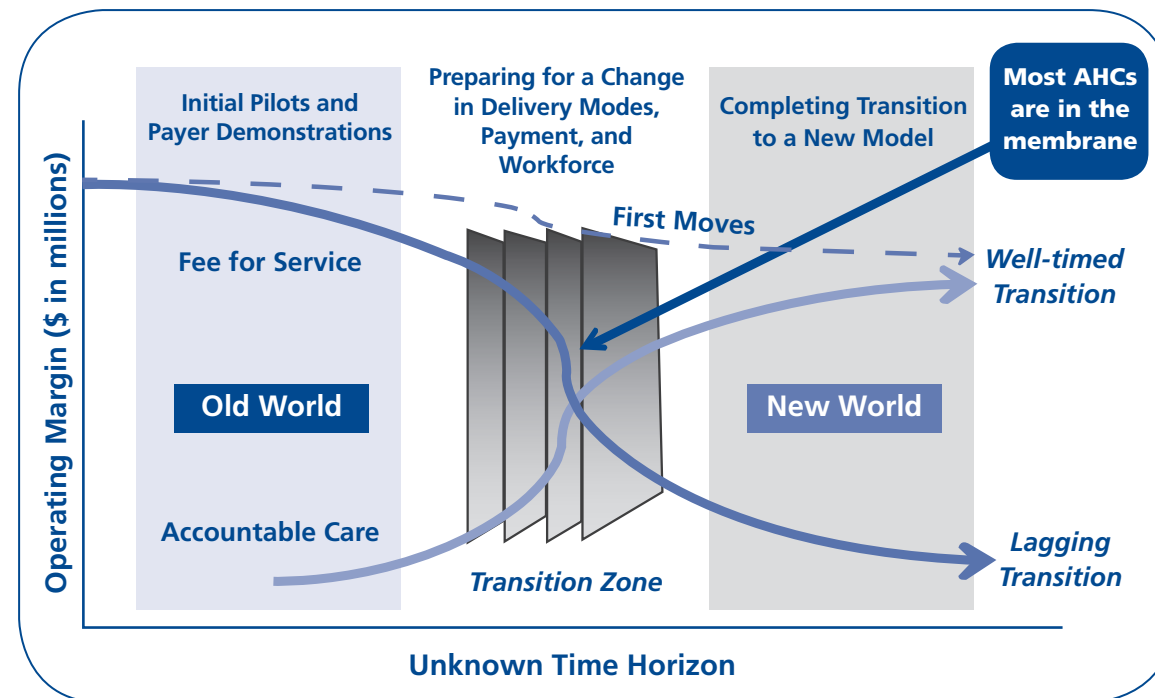 Initial Pilots and
Payer Demonstrations
Preparing for a Change
in Delivery Modes,
Payment, and
Workforce
Completing Transition
to a New Model
Most AHCs
are in the
membrane
Operating Margin ($ in millions)
First Moves
Fee for Service
Well-timed
Transition
Old World
New World
Accountable Care
Lagging
Transition
Transition Zone
Unknown Time Horizon